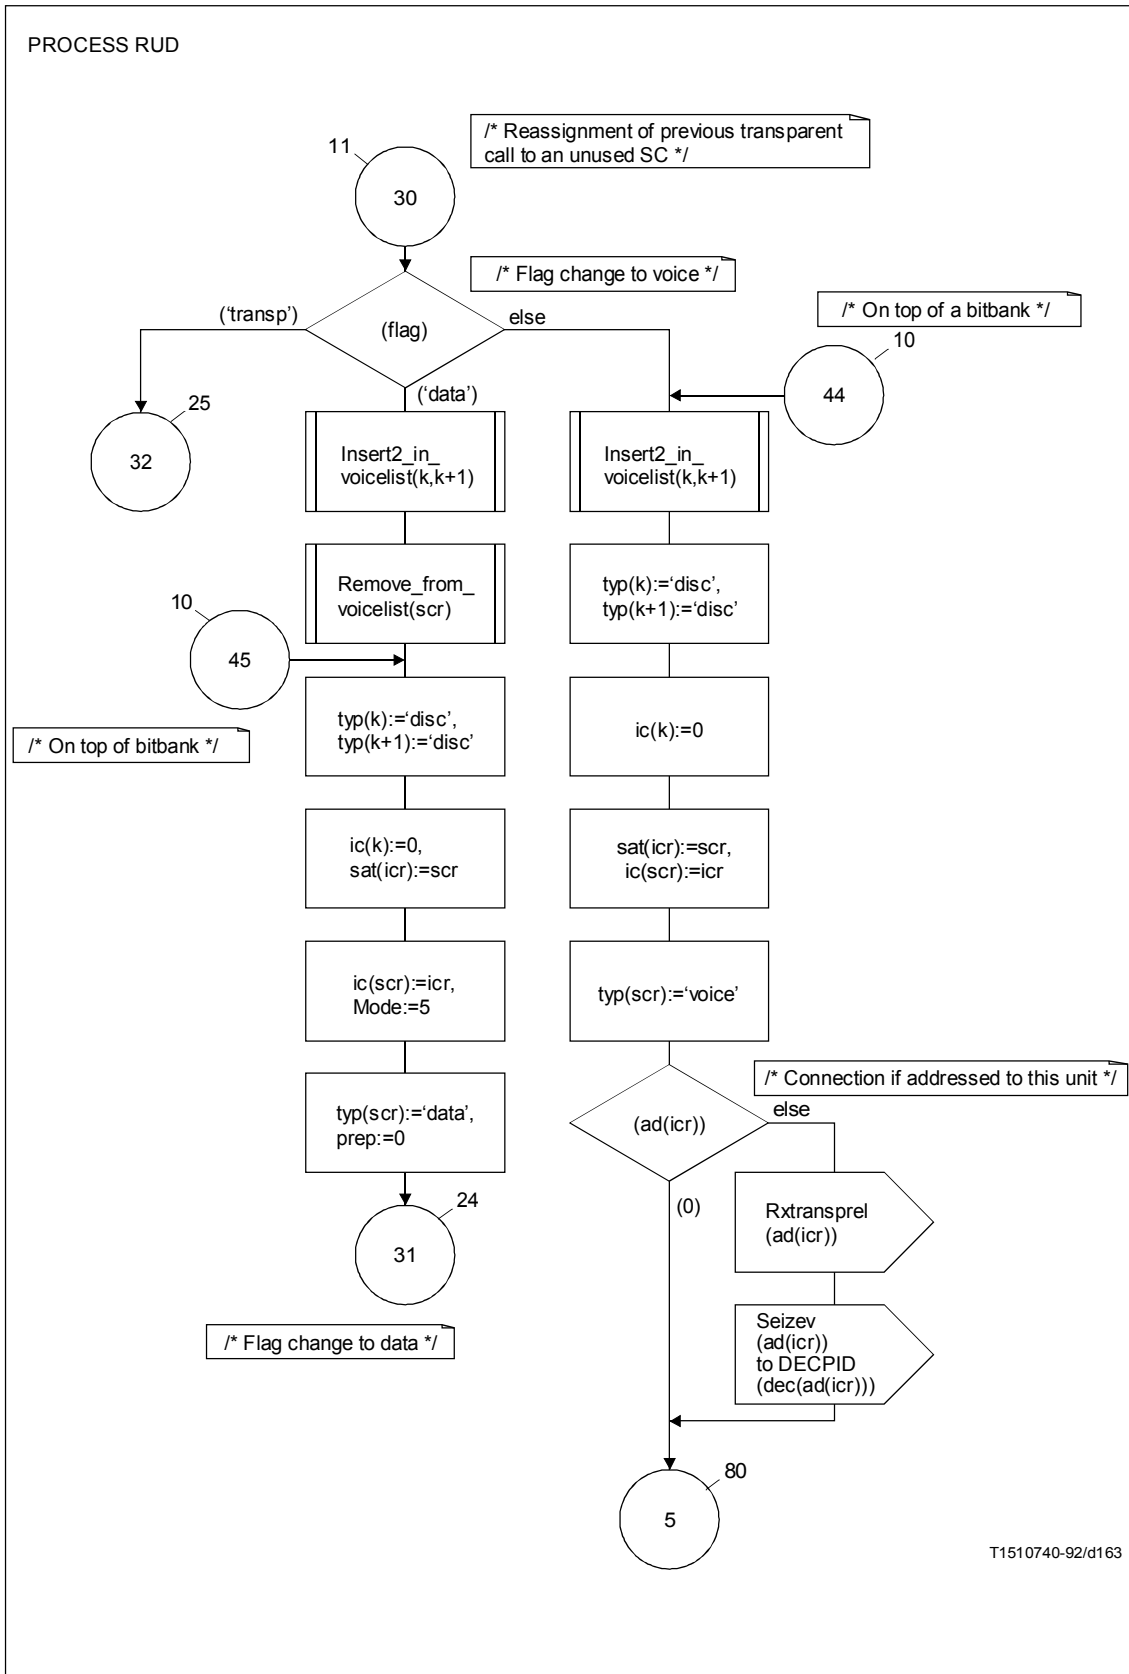 PROCESS RUD
/* Reassignment of previous transparent
call to an unused SC */
11
30
/* Flag change to voice */
(‘transp’)
(flag)
else
/* On top of a bitbank */
10
44
(‘data’)
25
32
Insert2_in_
voicelist(k,k+1)
Insert2_in_
voicelist(k,k+1)
Remove_from_
voicelist(scr)
typ(k):=‘disc’,
typ(k+1):=‘disc’
10
45
/* On top of bitbank */
typ(k):=‘disc’,
typ(k+1):=‘disc’
ic(k):=0
ic(k):=0,
sat(icr):=scr
sat(icr):=scr,
ic(scr):=icr
ic(scr):=icr,
Mode:=5
typ(scr):=‘voice’
/* Connection if addressed to this unit */
typ(scr):=‘data’,
prep:=0
(ad(icr))
else
(0)
24
31
Rxtransprel
(ad(icr))
/* Flag change to data */
Seizev
(ad(icr))
to DECPID
(dec(ad(icr)))
80
5
T1510740-92/d163